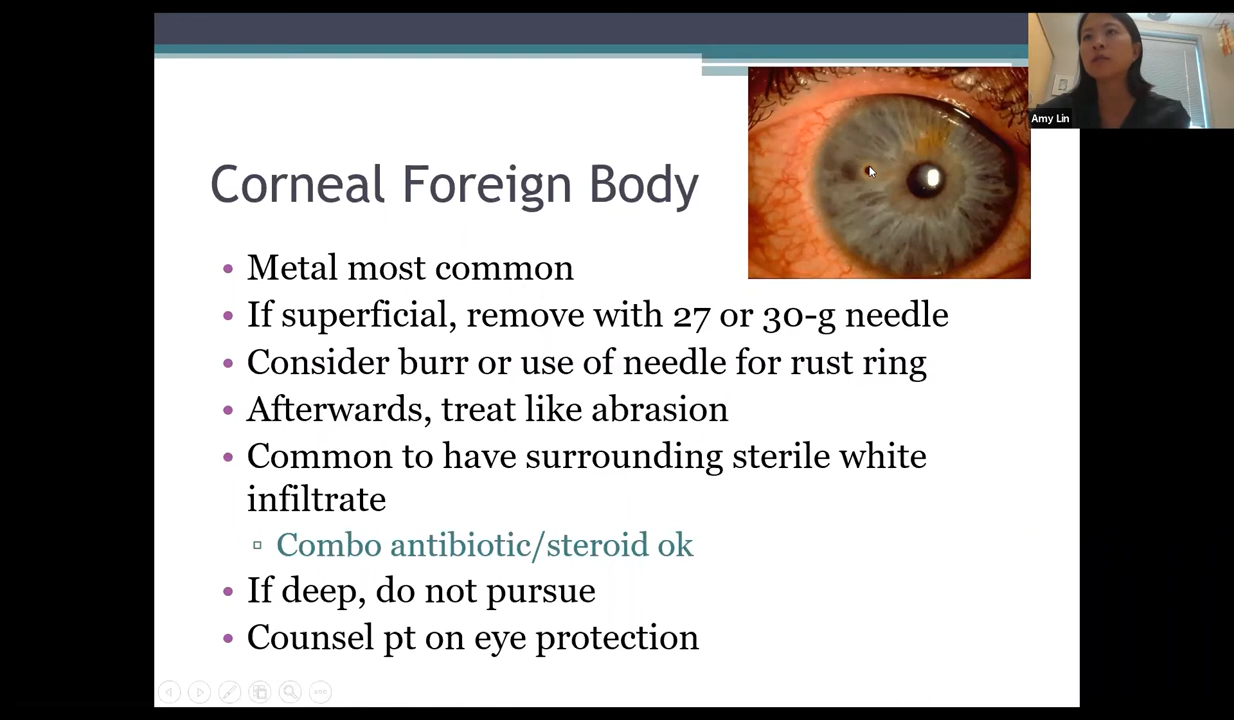 Amy Lin
Corneal Foreign Body
• Metal most common
• If superficial, remove with 27 or 30-g needle
• Consider burr or use of needle for rust ring
• Afterwards, treat like abrasion
• Common to have surrounding sterile white
infiltrate
▫ Combo antibiotic/steroid ok
• If deep, do not pursue
• Counsel pt on eye protection